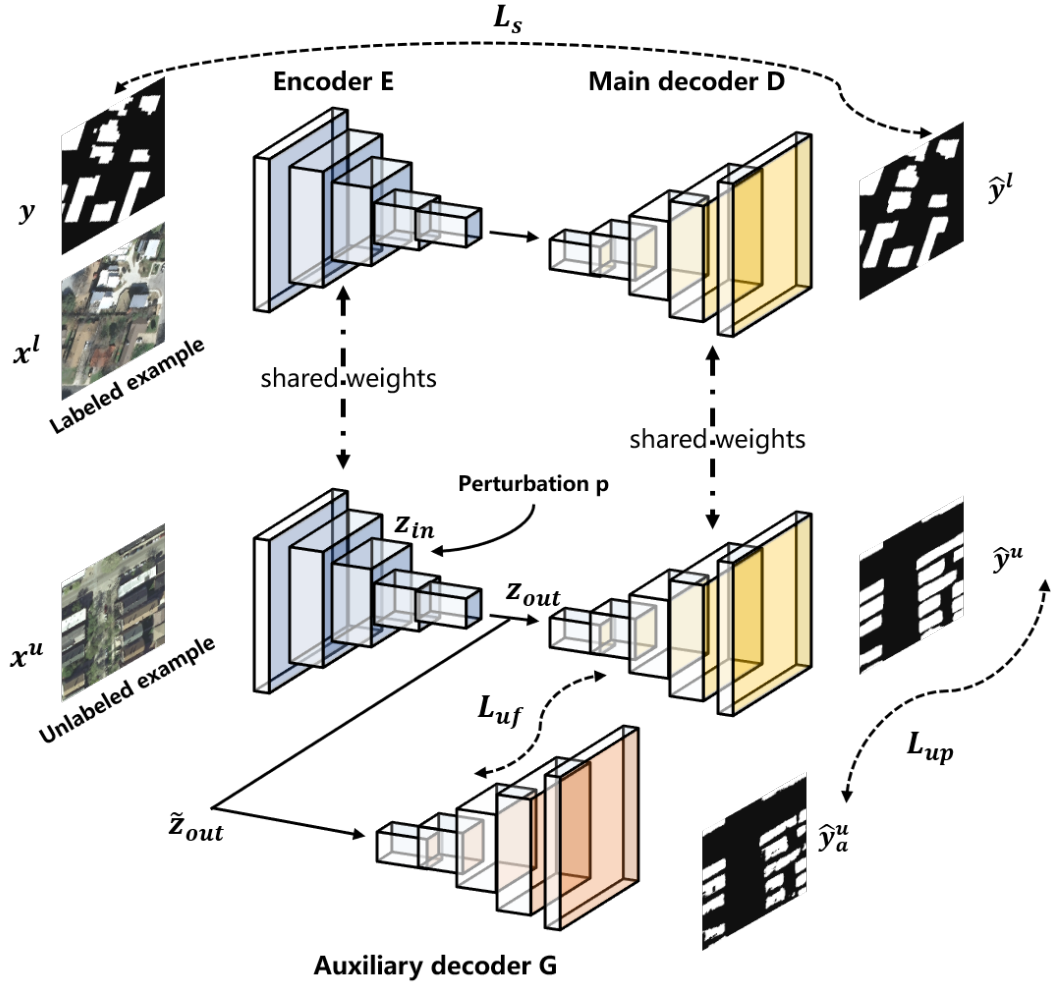 L_s
Encoder E
Main decoder D
y
ŷ^l
x^l
Labeled example
shared weights
shared weights
Perturbation p
z_in
ŷ^u
z_out
x^u
Unlabeled example
L_uf
L_up
z̃_out
ŷ_a^u
Auxiliary decoder G